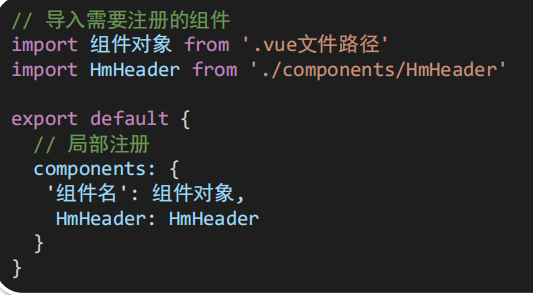 // 导入需要注册的组件
import 组件对象 from '.vue文件路径'
import HmHeader from './components/HmHeader'
export default {
// 局部注册
components: {
'组件名': 组件对象,
HmHeader: HmHeader
}
}